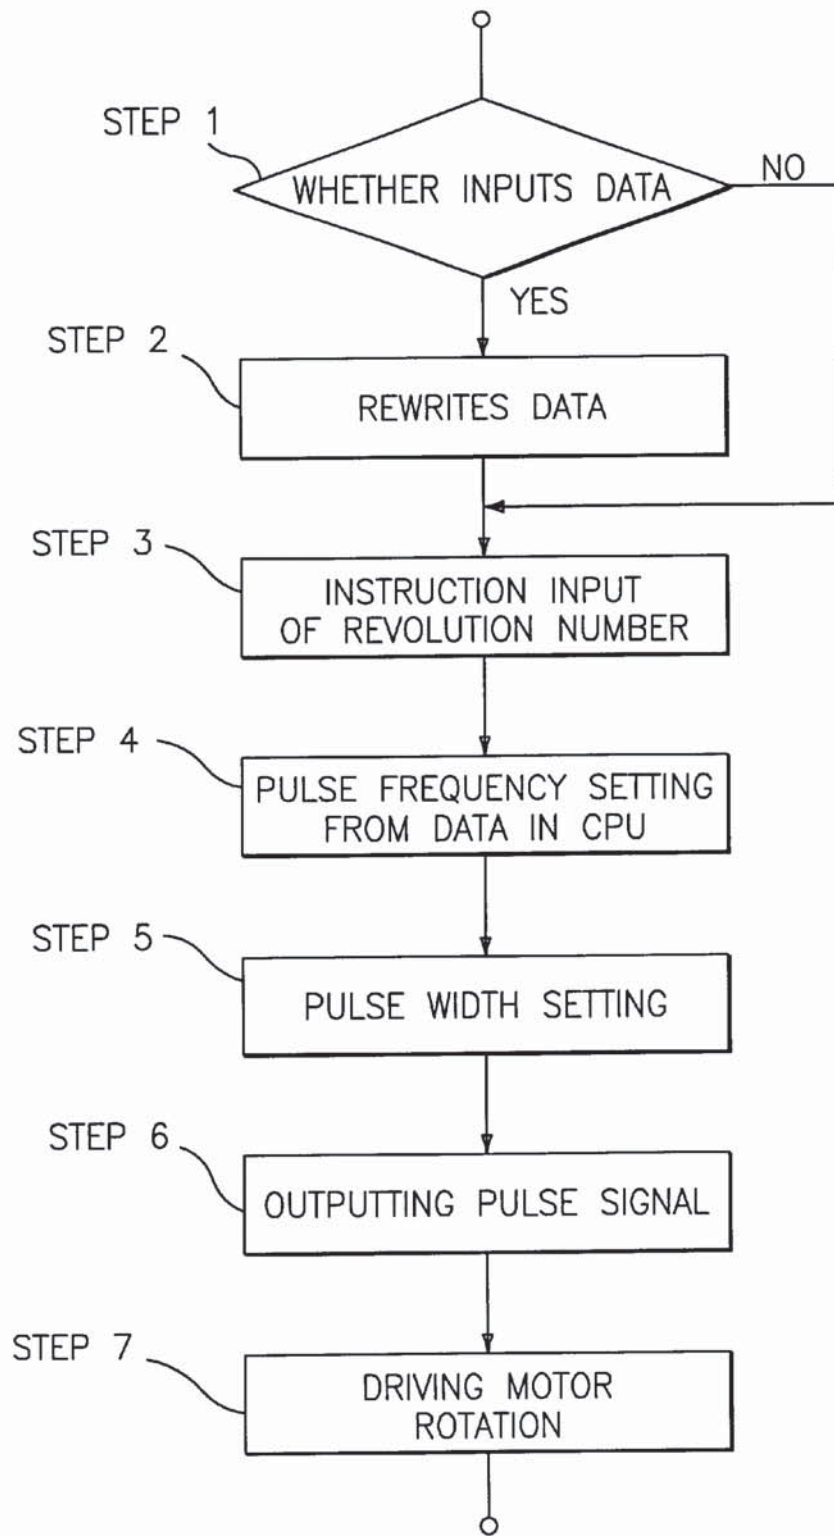 STEP 1
WHETHER INPUTS DATA
NO
YES
STEP 2
REWRITES DATA
STEP 3
INSTRUCTION INPUT
OF REVOLUTION NUMBER
STEP 4
PULSE FREQUENCY SETTING
FROM DATA IN CPU
STEP 5
PULSE WIDTH SETTING
STEP 6
OUTPUTTING PULSE SIGNAL
STEP 7
DRIVING MOTOR
ROTATION